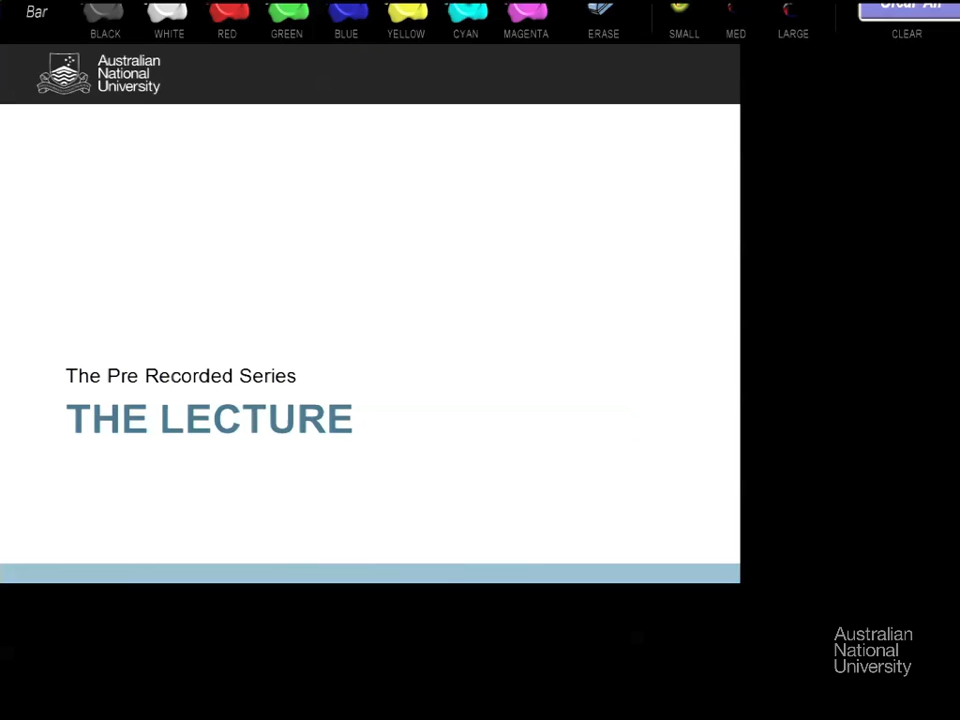 Bar
BLACK WHITE RED GREEN BLUE YELLOW CYAN MAGENTA ERASE SMALL MED LARGE CLEAR
Australian
National
University
The Pre Recorded Series
THE LECTURE
Australian
National
University